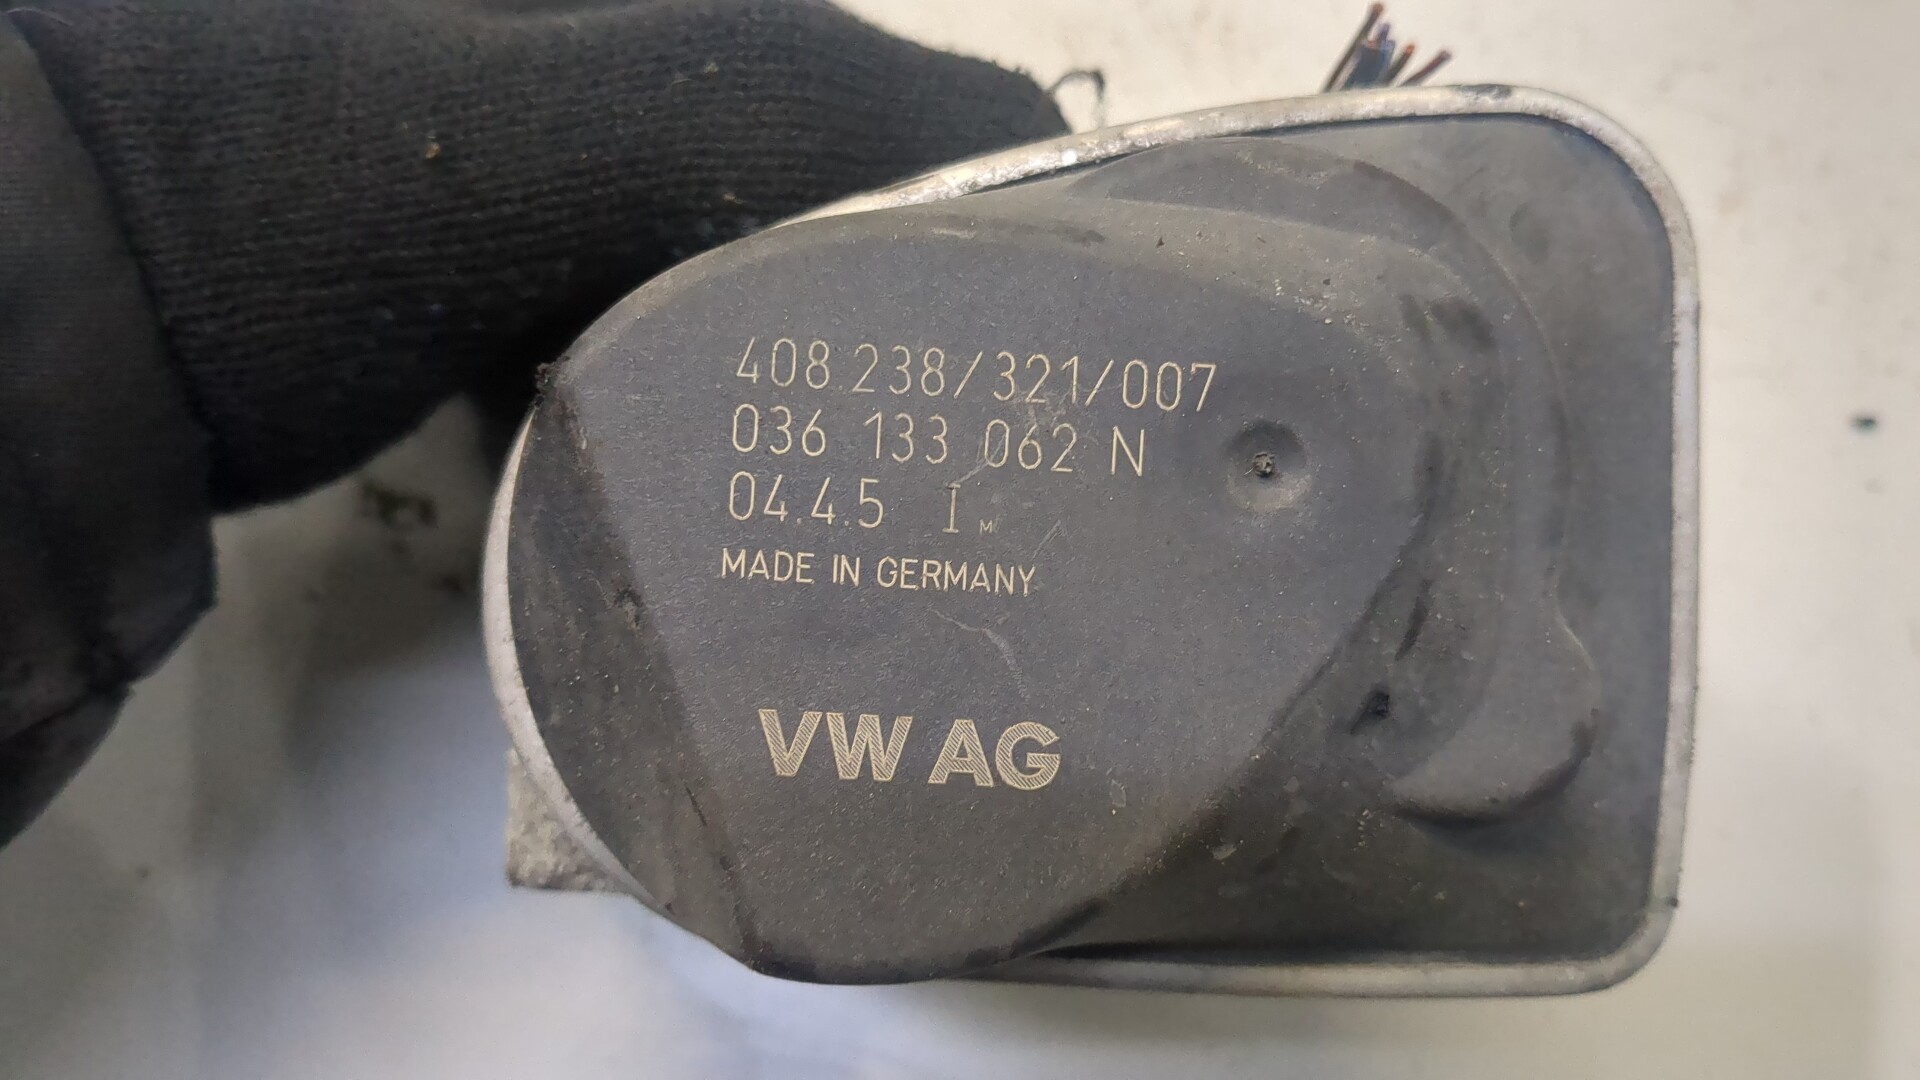 408 238/321/007
036 133 062 N
04.4.5 I M
MADE IN GERMANY
VW AG